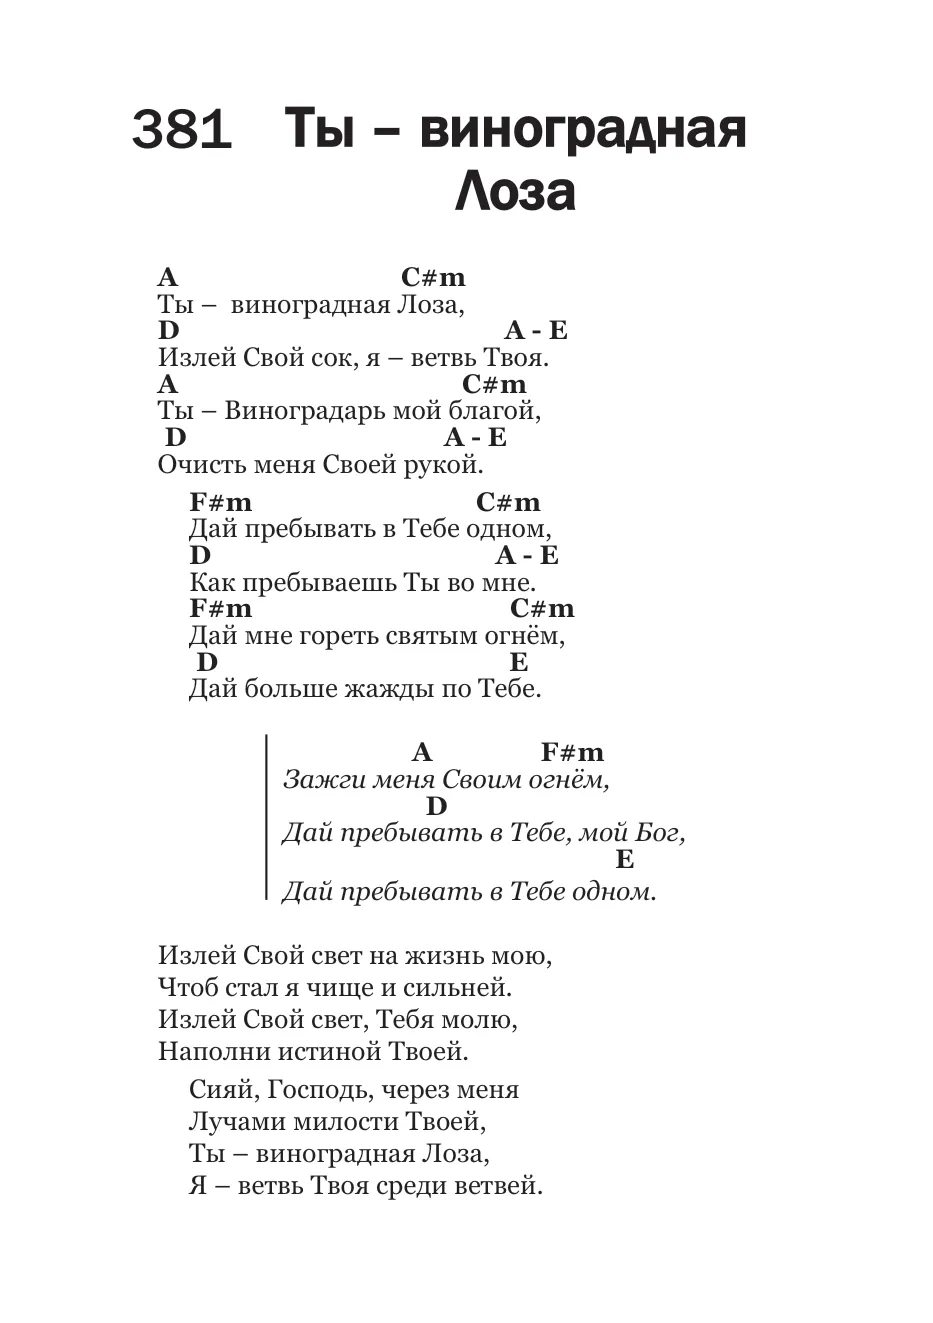 381 Ты – виноградная
Лоза
A C#m
Ты – виноградная Лоза,
D A - E
Излей Свой сок, я – ветвь Твоя.
A C#m
Ты – Виноградарь мой благой,
D A - E
Очисть меня Своей рукой.
F#m C#m
Дай пребывать в Тебе одном,
D A - E
Как пребываешь Ты во мне.
F#m C#m
Дай мне гореть святым огнём,
D E
Дай больше жажды по Тебе.
A F#m
Зажги меня Своим огнём,
D
Дай пребывать в Тебе, мой Бог,
E
Дай пребывать в Тебе одном.
Излей Свой свет на жизнь мою,
Чтоб стал я чище и сильней.
Излей Свой свет, Тебя молю,
Наполни истиной Твоей.
Сияй, Господь, через меня
Лучами милости Твоей,
Ты – виноградная Лоза,
Я – ветвь Твоя среди ветвей.